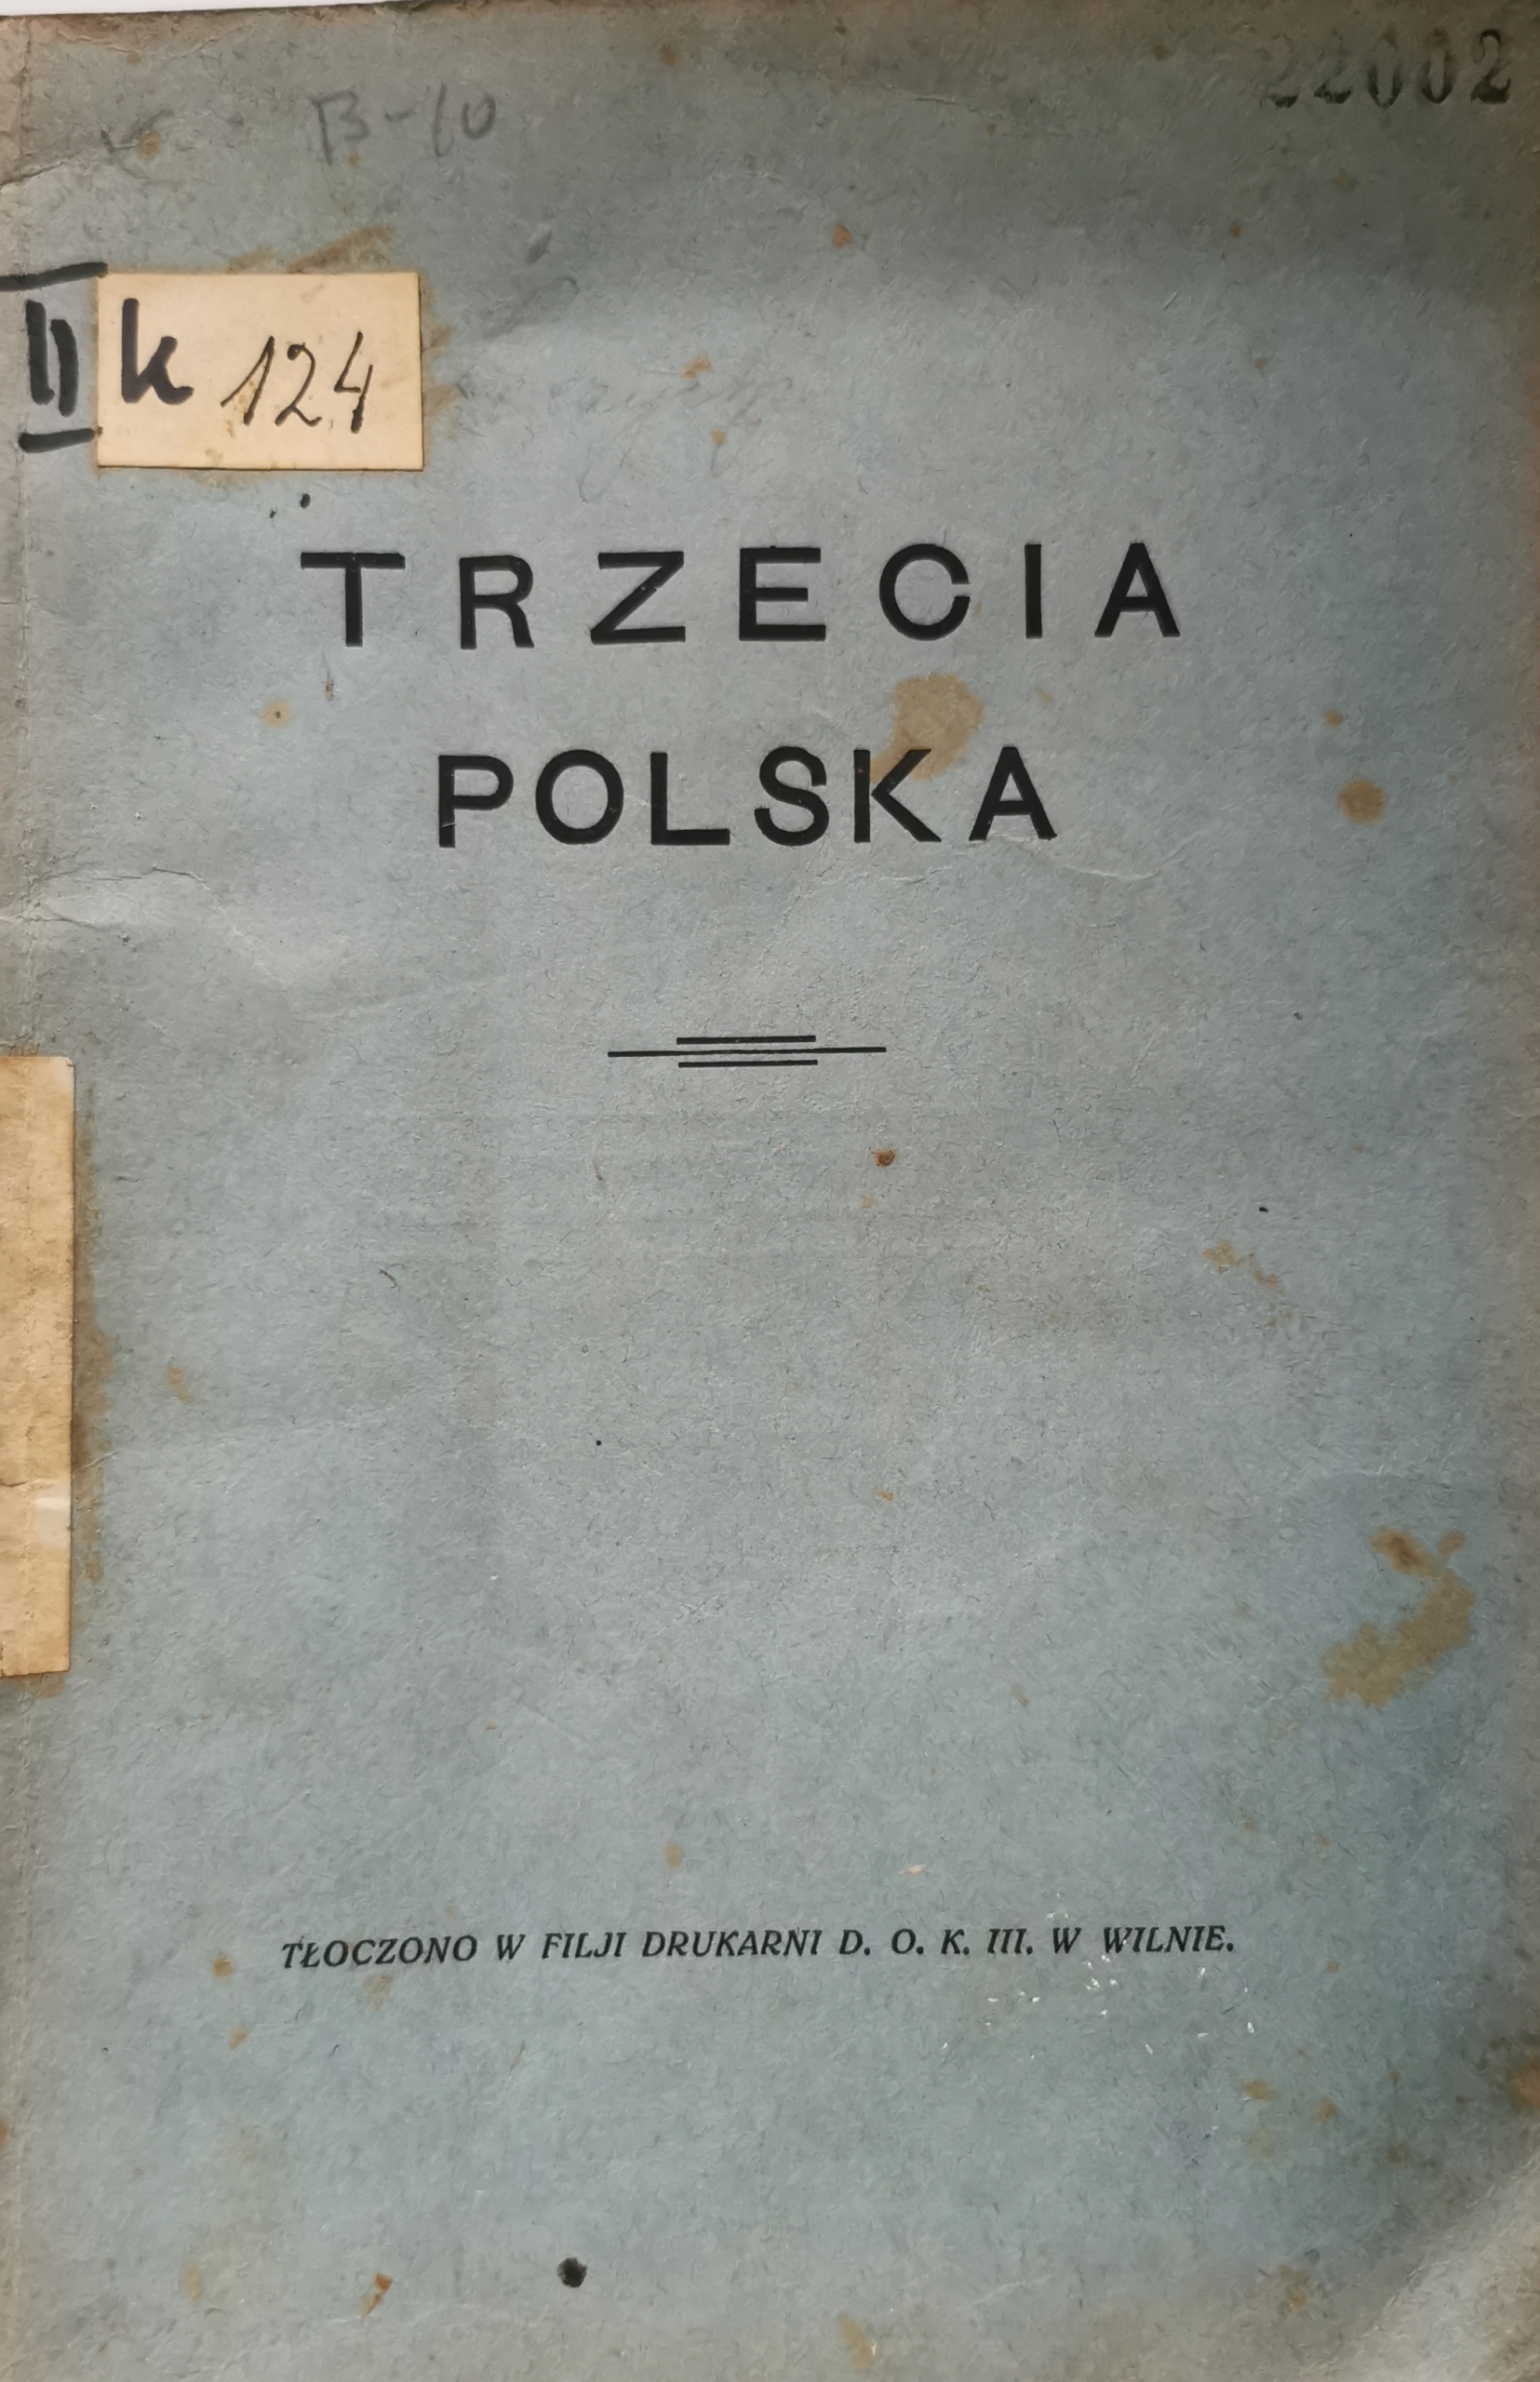 22002
B-10
II k 124
TRZECIA
POLSKA
TŁOCZONO W FILJI DRUKARNI D. O. K. III. W WILNIE.